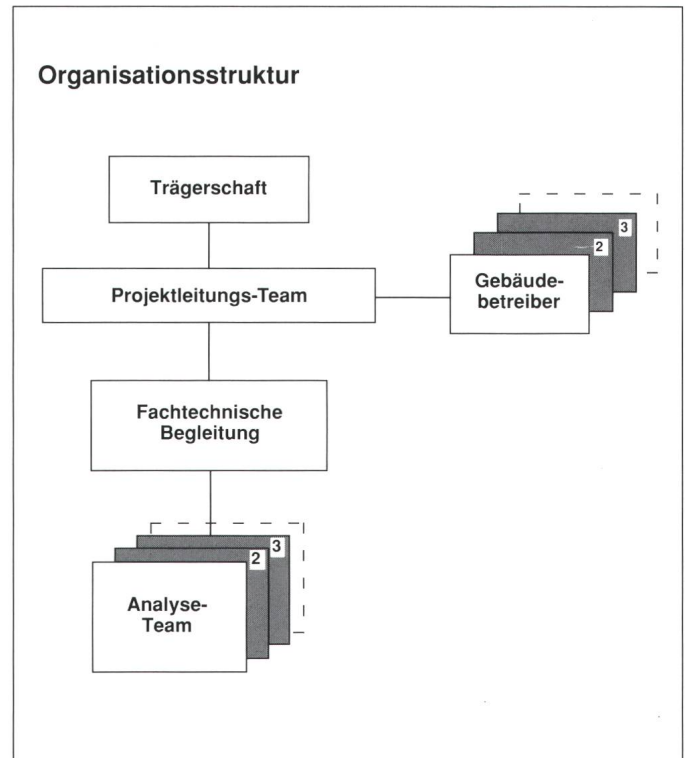 Organisationsstruktur
Trägerschaft
Projektleitungs-Team
3
2
Gebäude-
betreiber
Fachtechnische
Begleitung
3
2
Analyse-
Team